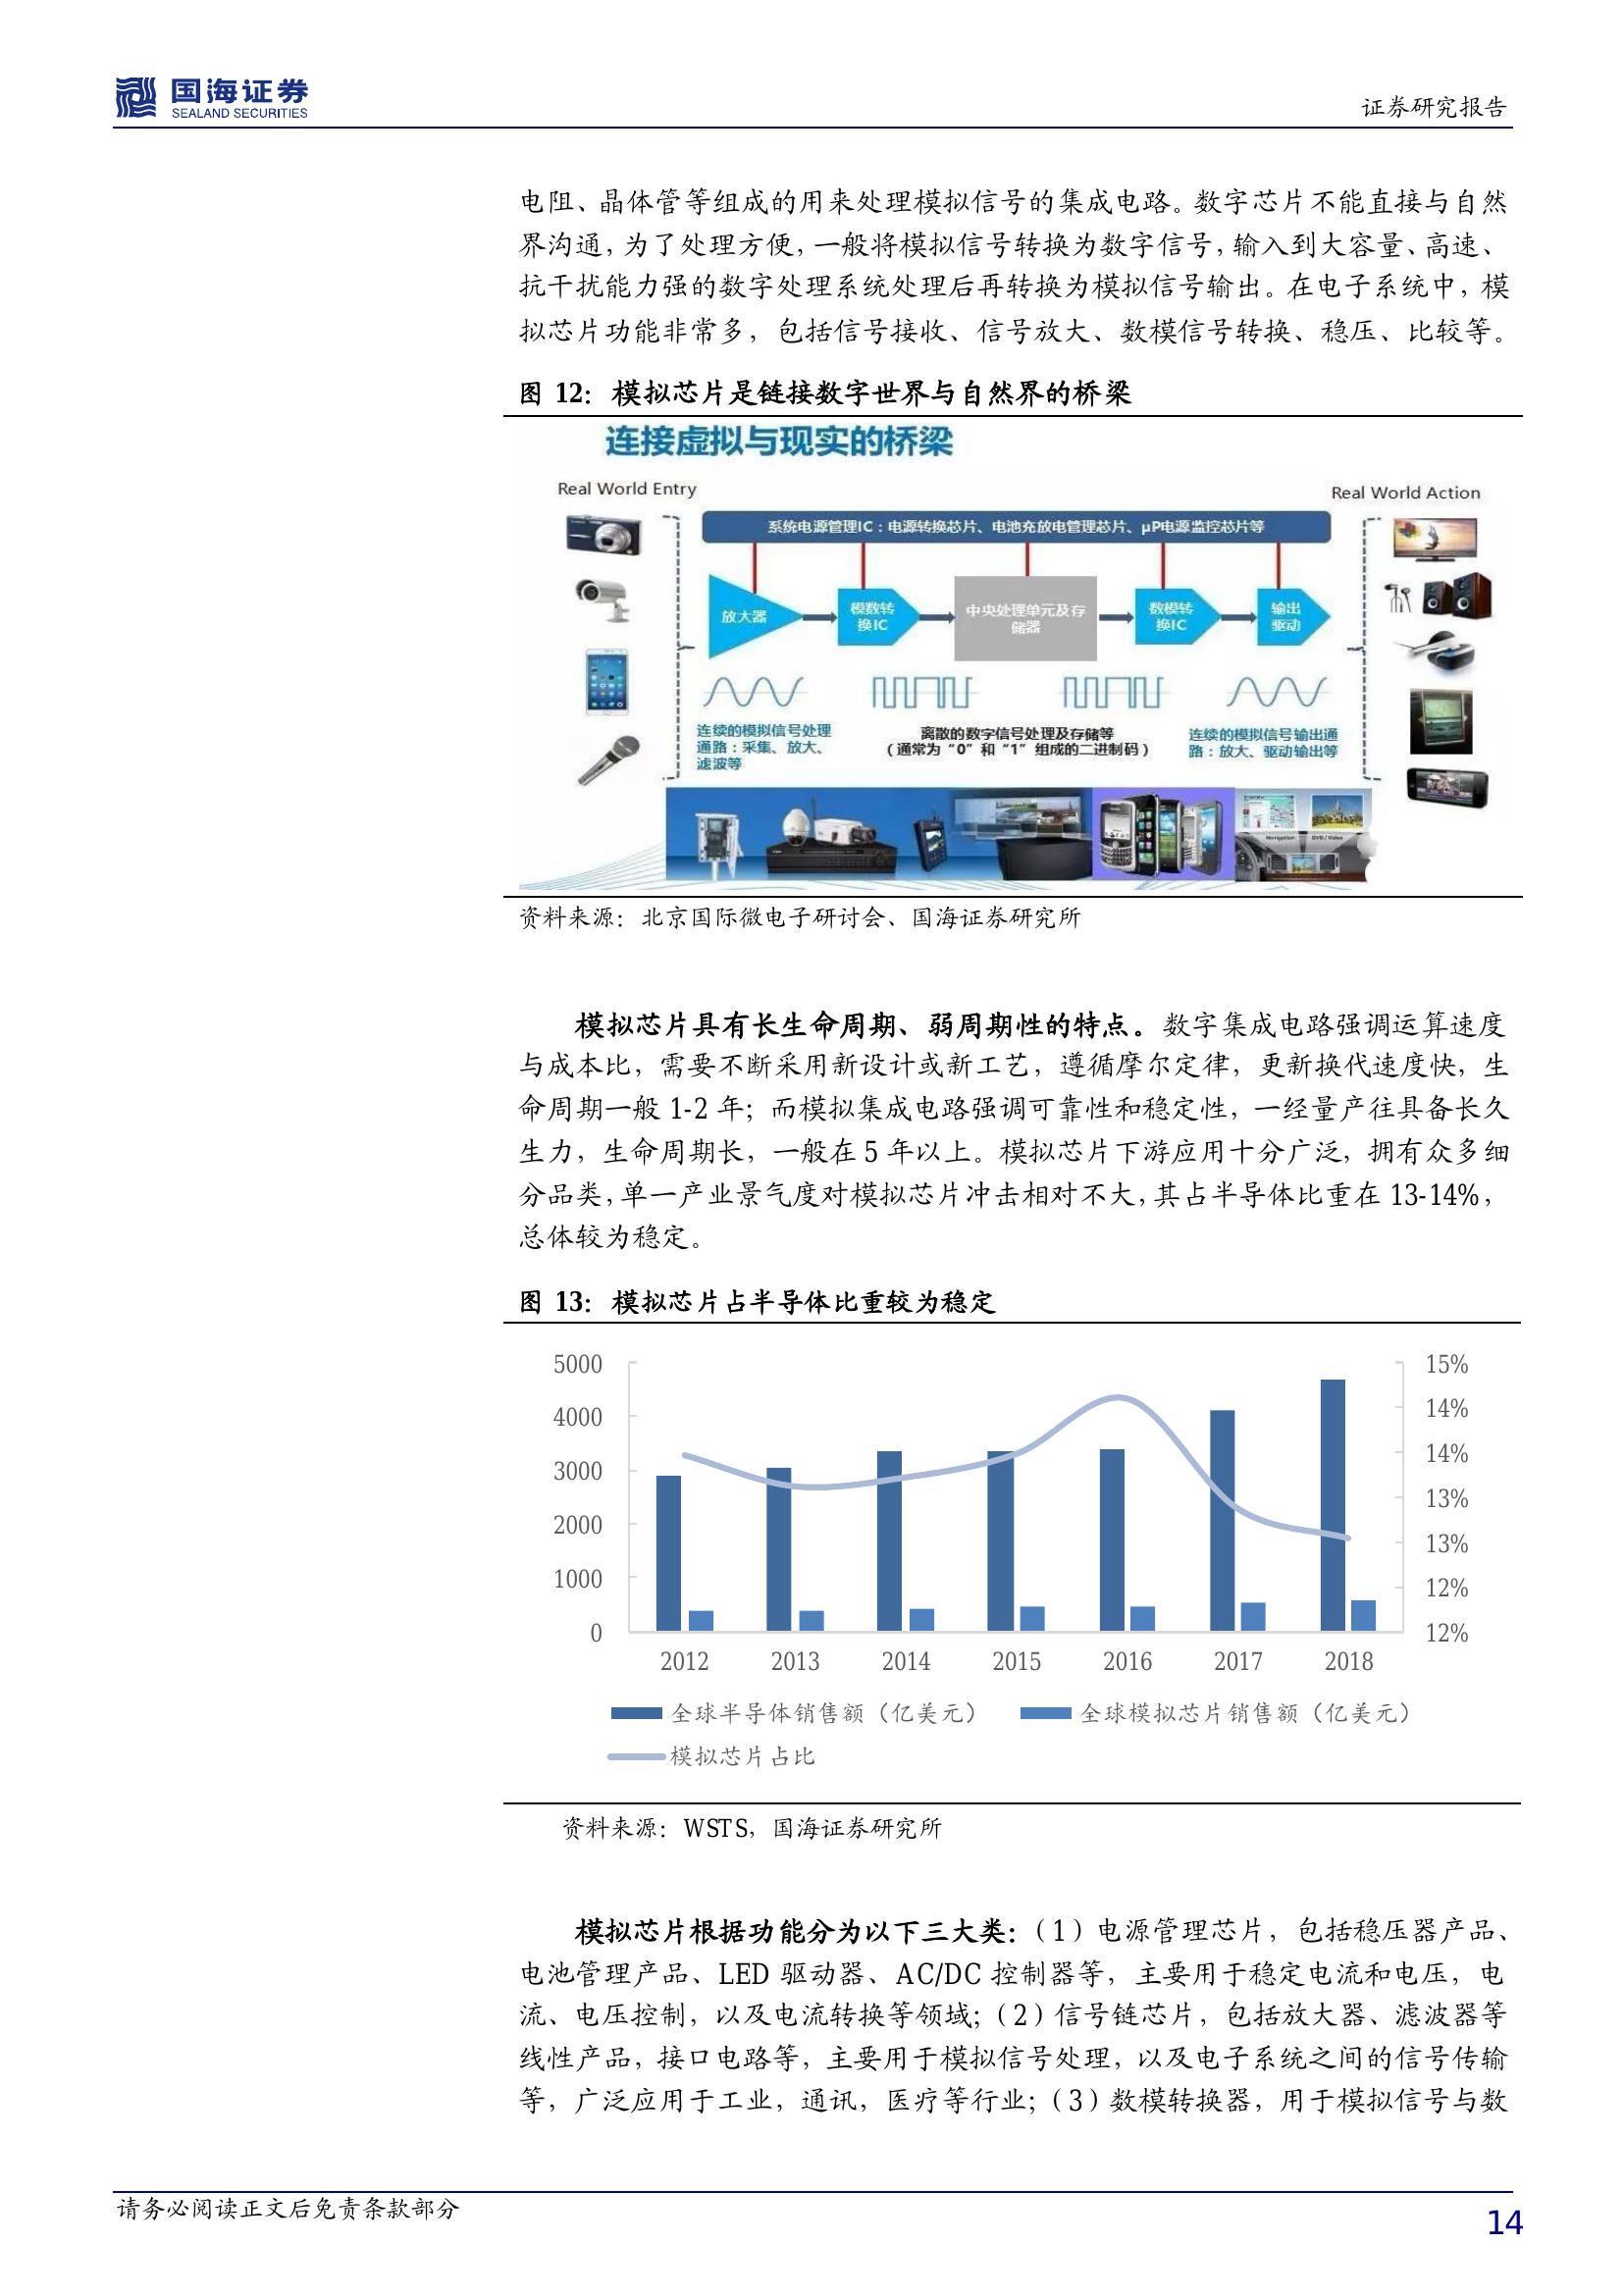 国海证券
SEALAND SECURITIES
证券研究报告
电阻、晶体管等组成的用来处理模拟信号的集成电路。数字芯片不能直接与自然
界沟通，为了处理方便，一般将模拟信号转换为数字信号，输入到大容量、高速、
抗干扰能力强的数字处理系统处理后再转换为模拟信号输出。在电子系统中，模
拟芯片功能非常多，包括信号接收、信号放大、数模信号转换、稳压、比较等。
图 12：模拟芯片是链接数字世界与自然界的桥梁
连接虚拟与现实的桥梁
Real World Entry
Real World Action
系统电源管理IC：电源转换芯片、电池充放电管理芯片、μP电源监控芯片等
放大器
模数转
换IC
中央处理单元及存
储器
数模转
换IC
输出
驱动
连续的模拟信号处理
通路：采集、放大、
滤波等
离散的数字信号处理及存储等
（通常为“0”和“1”组成的二进制码）
连续的模拟信号输出通
路：放大、驱动输出等
Navigation
DVD / Video
资料来源：北京国际微电子研讨会、国海证券研究所
模拟芯片具有长生命周期、弱周期性的特点。数字集成电路强调运算速度
与成本比，需要不断采用新设计或新工艺，遵循摩尔定律，更新换代速度快，生
命周期一般 1-2 年；而模拟集成电路强调可靠性和稳定性，一经量产往具备长久
生力，生命周期长，一般在 5 年以上。模拟芯片下游应用十分广泛，拥有众多细
分品类，单一产业景气度对模拟芯片冲击相对不大，其占半导体比重在 13-14%，
总体较为稳定。
图 13：模拟芯片占半导体比重较为稳定
5000
4000
3000
2000
1000
0
15%
14%
14%
13%
13%
12%
12%
2012 2013 2014 2015 2016 2017 2018
全球半导体销售额（亿美元） 全球模拟芯片销售额（亿美元）
模拟芯片占比
资料来源：WSTS，国海证券研究所
模拟芯片根据功能分为以下三大类：（1）电源管理芯片，包括稳压器产品、
电池管理产品、LED 驱动器、AC/DC 控制器等，主要用于稳定电流和电压，电
流、电压控制，以及电流转换等领域；（2）信号链芯片，包括放大器、滤波器等
线性产品，接口电路等，主要用于模拟信号处理，以及电子系统之间的信号传输
等，广泛应用于工业，通讯，医疗等行业；（3）数模转换器，用于模拟信号与数
请务必阅读正文后免责条款部分
14